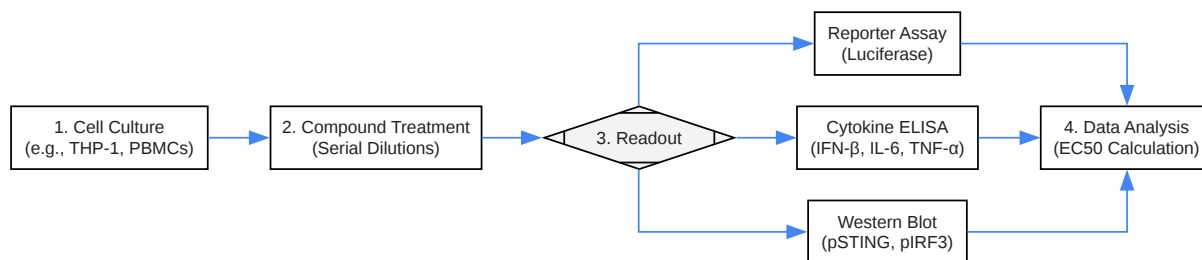 1. Cell Culture
(e.g., THP-1, PBMCs)
2. Compound Treatment
(Serial Dilutions)
3. Readout
Reporter Assay
(Luciferase)
Cytokine ELISA
(IFN-β, IL-6, TNF-α)
Western Blot
(pSTING, pIRF3)
4. Data Analysis
(EC50 Calculation)